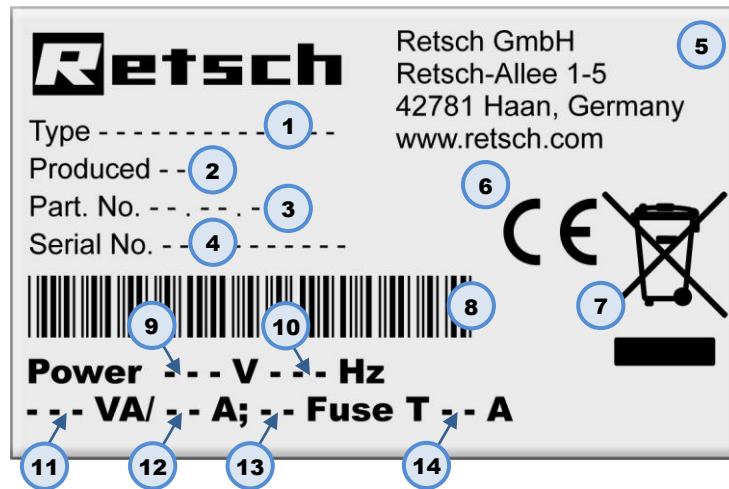 Retsch
Retsch GmbH
Retsch-Allee 1-5
42781 Haan, Germany
www.retsch.com
5
Type - - - - - - - - - - - - - - 1
Produced - - 2
Part. No. - - . - - . - 3
Serial No. - - 4 - - - - - - - -
6
CE
7
8
9
10
Power - - - V - - - Hz
- - - VA/ - - A; - - Fuse T - - A
11
12
13
14